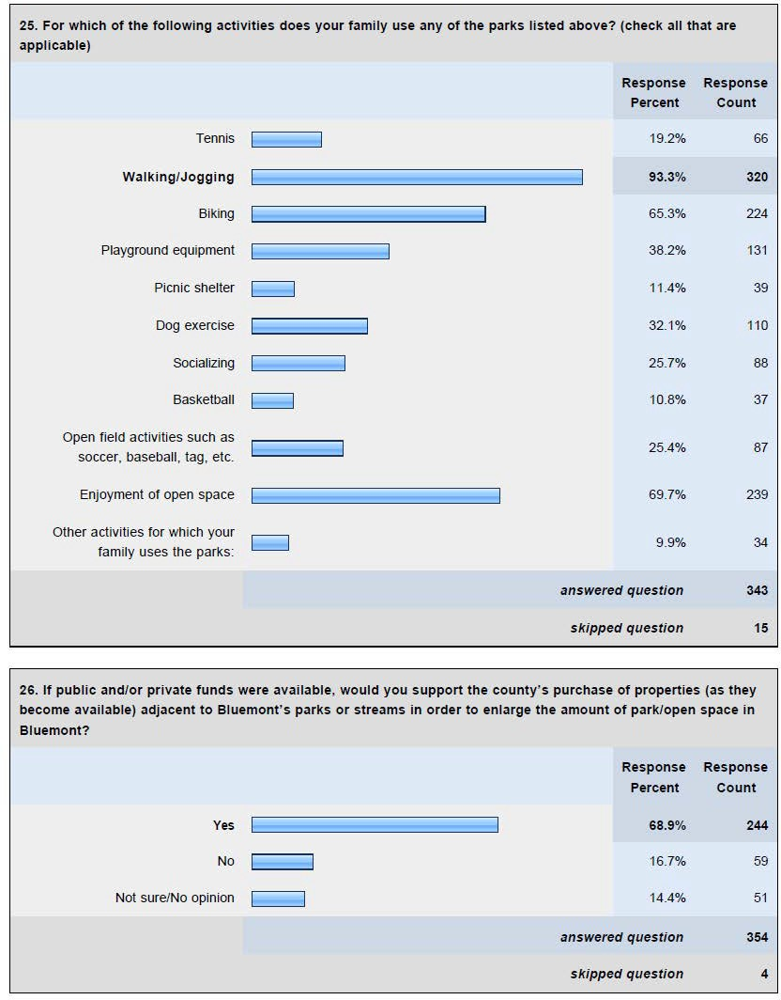 25. For which of the following activities does your family use any of the parks listed above? (check all that are
applicable)
Response Percent Response Count
Tennis 19.2% 66
Walking/Jogging 93.3% 320
Biking 65.3% 224
Playground equipment 38.2% 131
Picnic shelter 11.4% 39
Dog exercise 32.1% 110
Socializing 25.7% 88
Basketball 10.8% 37
Open field activities such as
soccer, baseball, tag, etc. 25.4% 87
Enjoyment of open space 69.7% 239
Other activities for which your
family uses the parks: 9.9% 34
answered question 343
skipped question 15
26. If public and/or private funds were available, would you support the county's purchase of properties (as they
become available) adjacent to Bluemont's parks or streams in order to enlarge the amount of park/open space in
Bluemont?
Response Percent Response Count
Yes 68.9% 244
No 16.7% 59
Not sure/No opinion 14.4% 51
answered question 354
skipped question 4